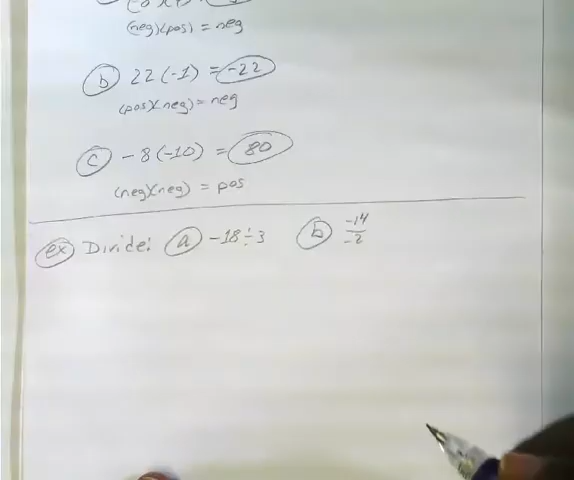 (neg)(pos) = neg
(b) 22(-1) = -22
(pos)(neg) = neg
(c) -8(-10) = 80
(neg)(neg) = pos
(ex) Divide: (a) -18÷3 (b) -14/-2